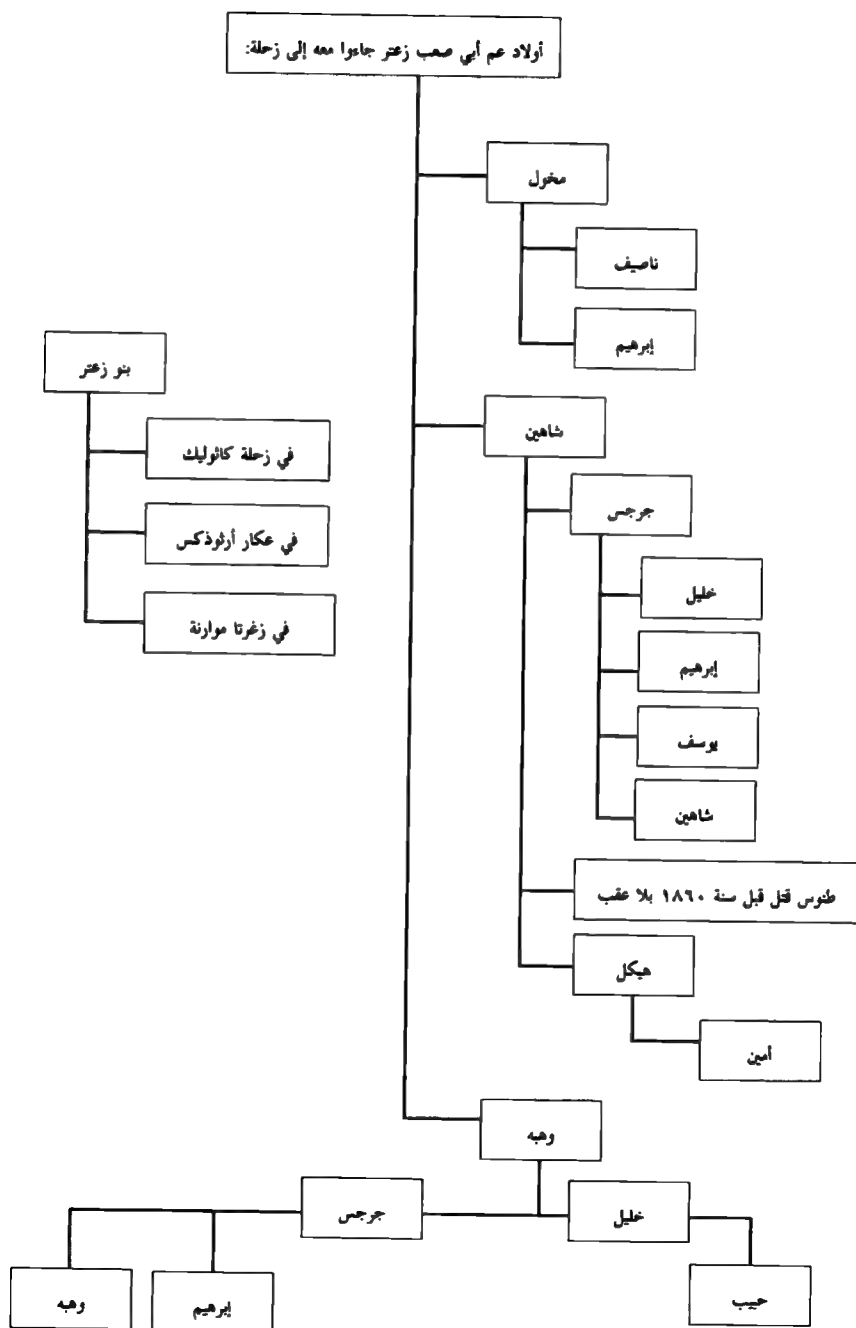 أولاد عم أبي صعب زعتر جاءوا معه إلى زحلة:
مخول
ناصيف
إبرهيم
بنو زعتر
في زحلة كاثوليك
في عكار أرثوذكس
في زغرتا موارنة
شاهين
جرجس
خليل
إبرهيم
يوسف
شاهين
طنوس قتل قبل سنة ١٨٦٠ بلا عقب
هيكل
أمين
وهبه
خليل
جرجس
حبيب
إبرهيم
وهبه